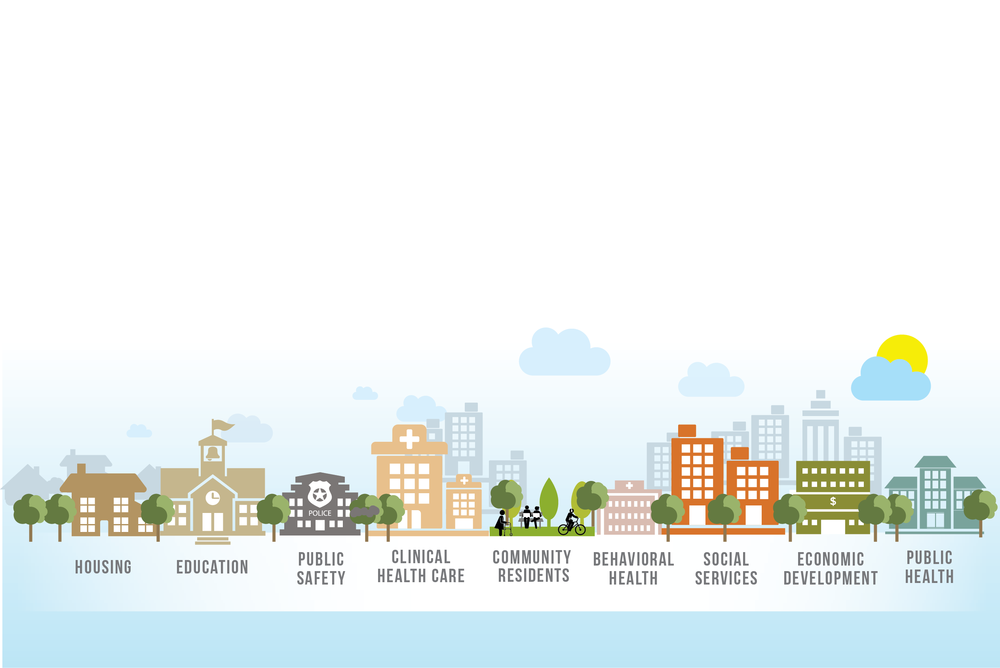 POLICE
$
HOUSING
EDUCATION
PUBLIC
SAFETY
CLINICAL
HEALTH CARE
COMMUNITY
RESIDENTS
BEHAVIORAL
HEALTH
SOCIAL
SERVICES
ECONOMIC
DEVELOPMENT
PUBLIC
HEALTH